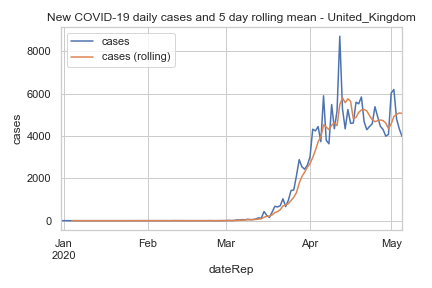 New COVID-19 daily cases and 5 day rolling mean - United_Kingdom
cases
cases (rolling)
8000
6000
4000
2000
0
cases
Jan
2020
Feb
Mar
Apr
May
dateRep